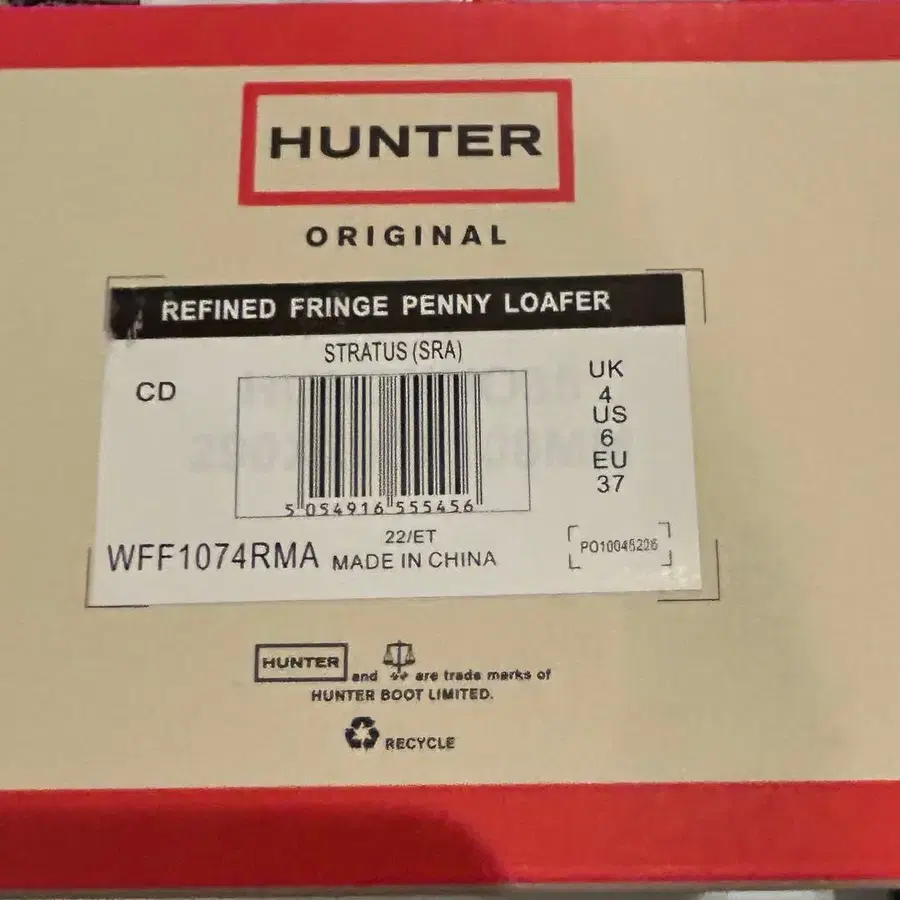 HUNTER
ORIGINAL
REFINED FRINGE PENNY LOAFER
STRATUS (SRA)
CD
UK
4
US
6
EU
37
5 054916 555456
22/ET
WFF1074RMA MADE IN CHINA
HUNTER and are trade marks of
HUNTER BOOT LIMITED.
RECYCLE